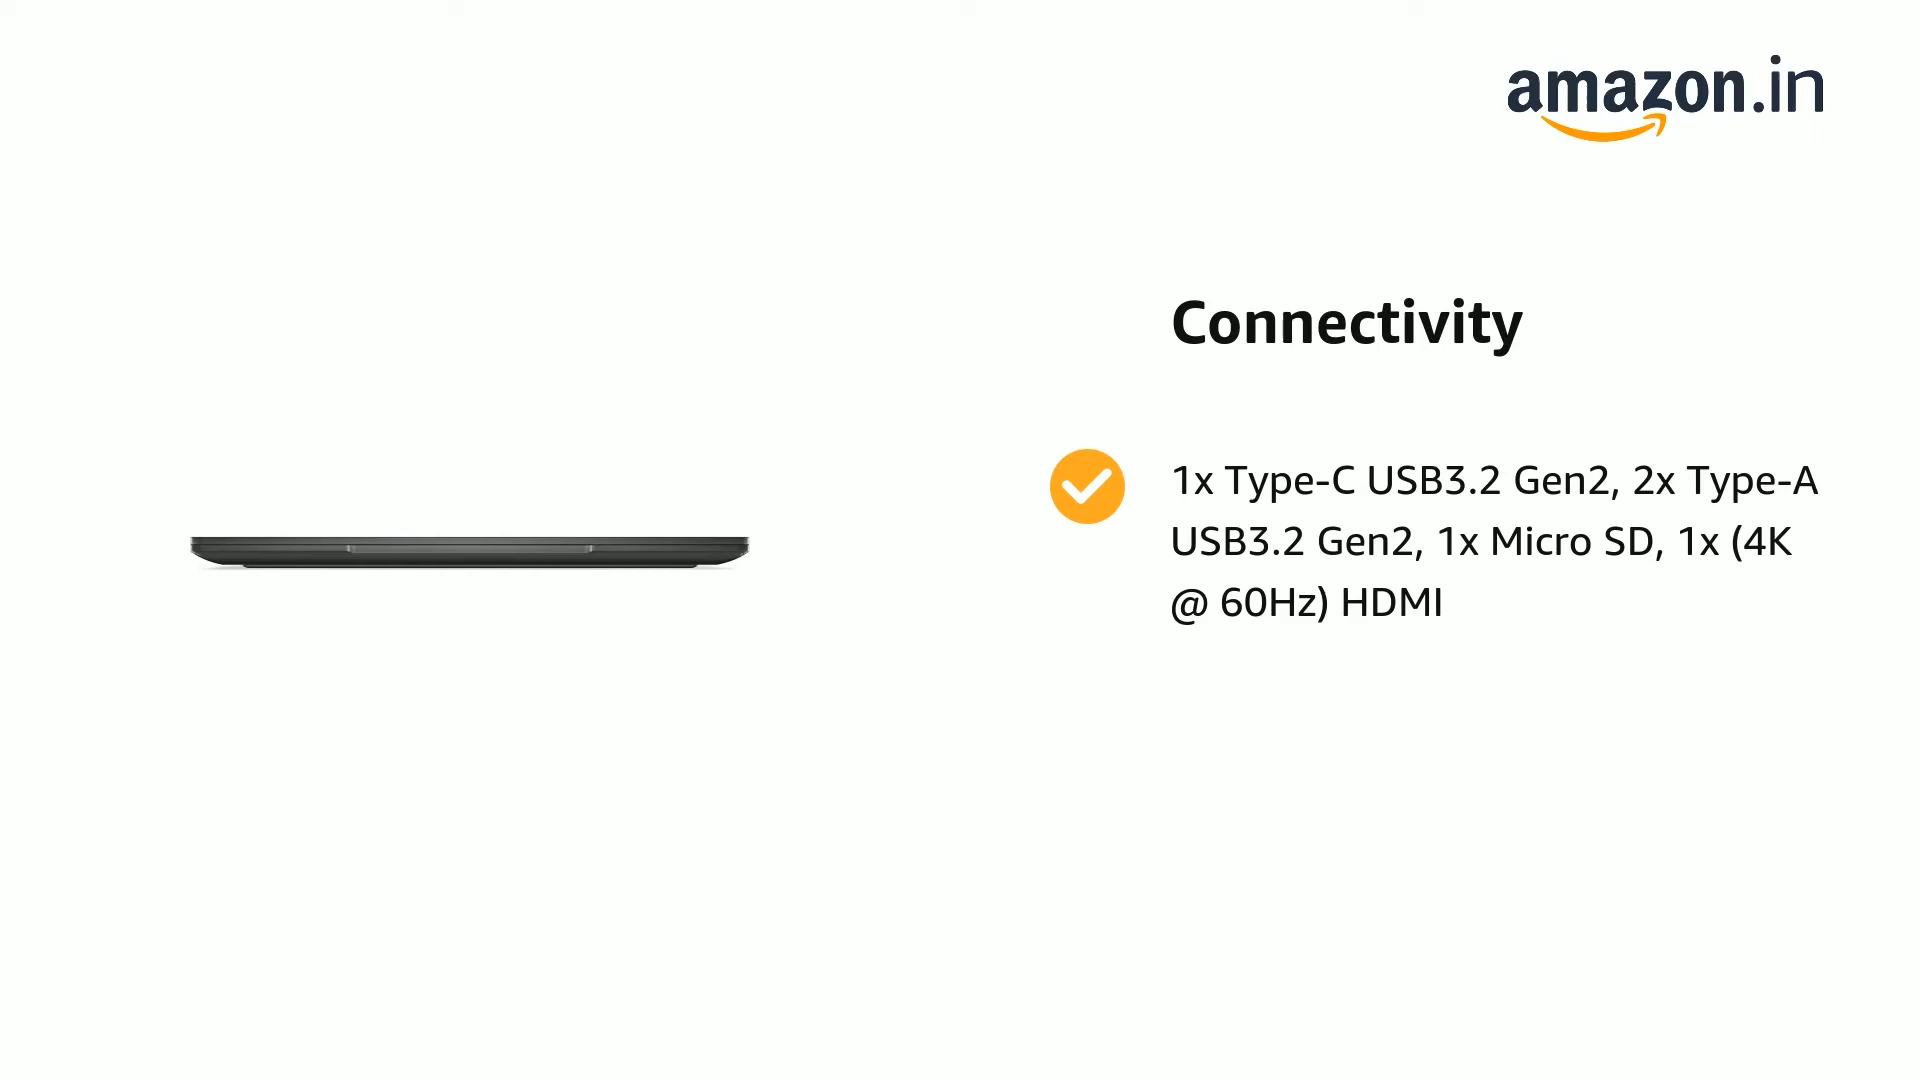 amazon.in
Connectivity
1x Type-C USB3.2 Gen2, 2x Type-A
USB3.2 Gen2, 1x Micro SD, 1x (4K
@ 60Hz) HDMI